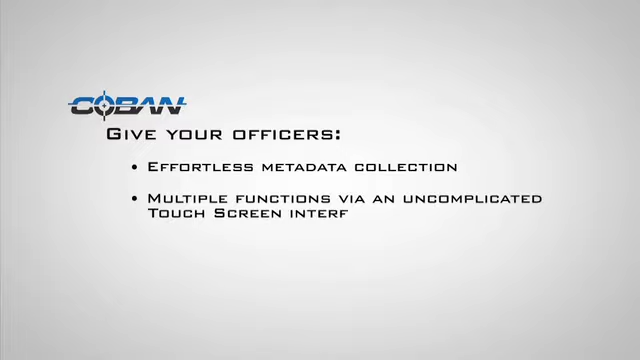 COBAN
Give your officers:
• Effortless metadata collection
• Multiple functions via an uncomplicated
Touch Screen interf